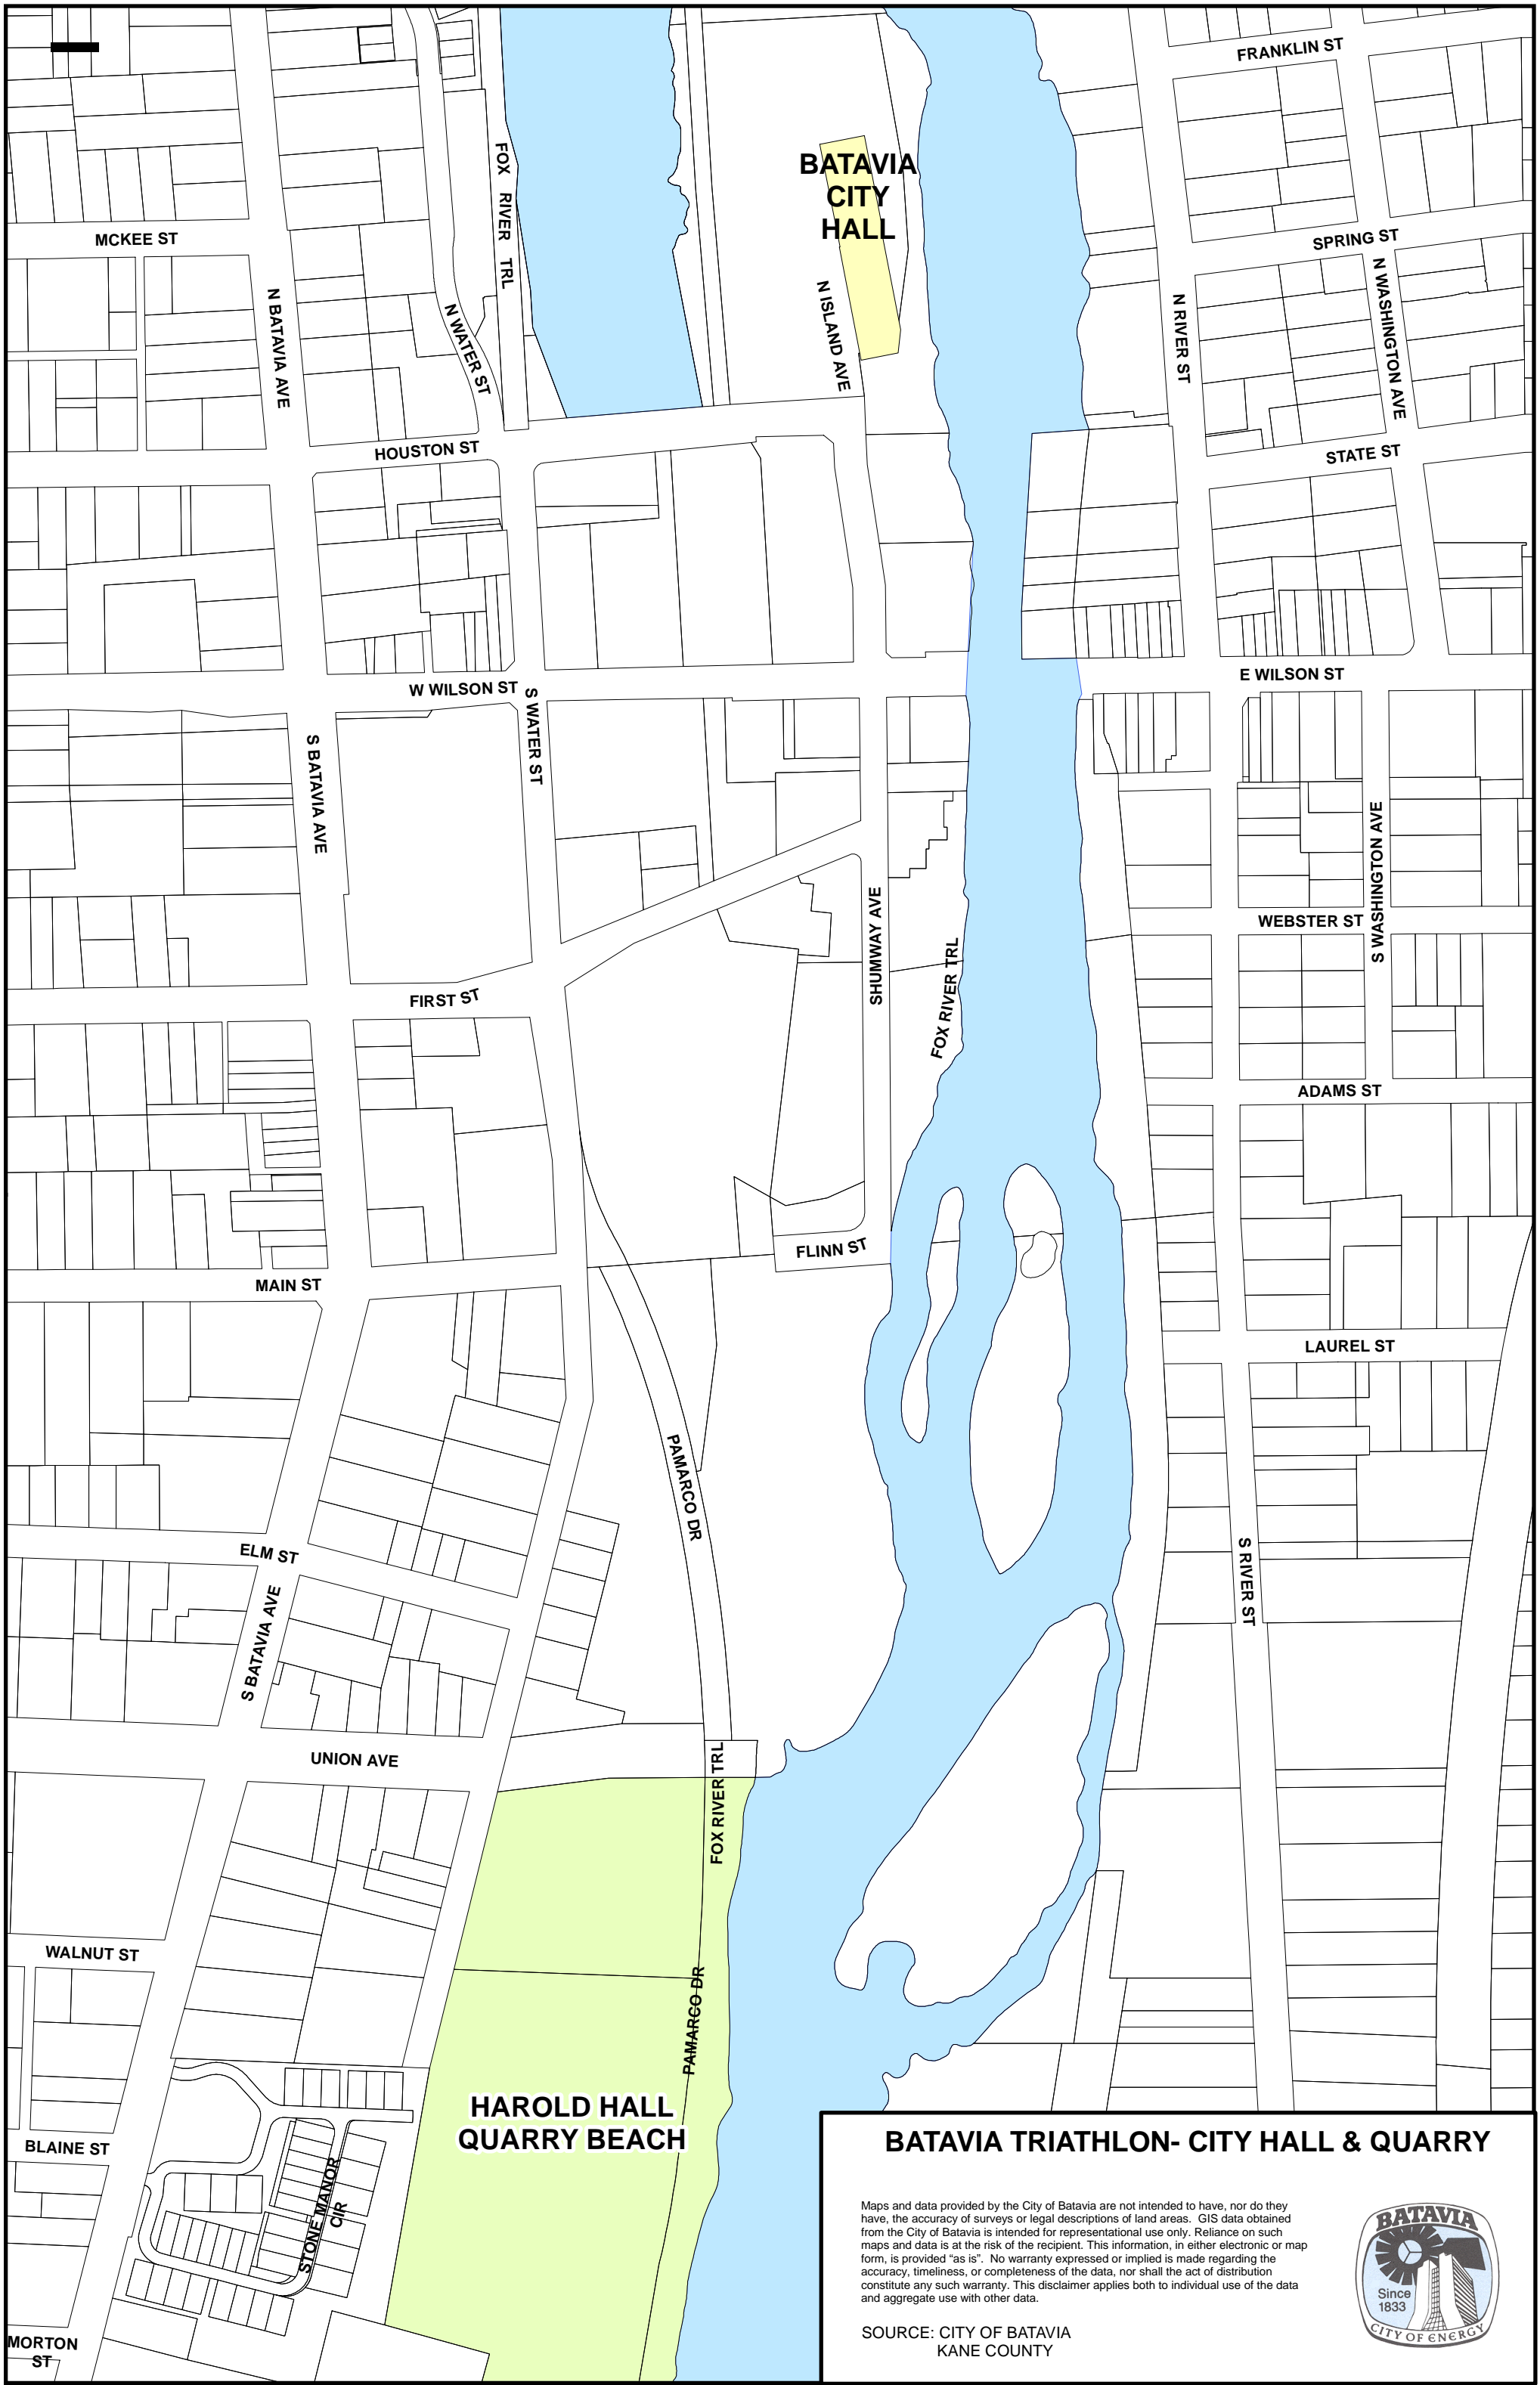 FRANKLIN ST
BATAVIA
CITY
HALL
FOX RIVER TRL
MCKEE ST
SPRING ST
N BATAVIA AVE
N WATER ST
N ISLAND AVE
N RIVER ST
N WASHINGTON AVE
HOUSTON ST
STATE ST
W WILSON ST
E WILSON ST
S WATER ST
S BATAVIA AVE
S WASHINGTON AVE
SHUMWAY AVE
WEBSTER ST
FOX RIVER TRL
FIRST ST
ADAMS ST
FLINN ST
MAIN ST
LAUREL ST
PAMARCO DR
ELM ST
S RIVER ST
S BATAVIA AVE
UNION AVE
FOX RIVER TRL
WALNUT ST
PAMARCO DR
HAROLD HALL
QUARRY BEACH
BLAINE ST
STONE MANOR
CIR
MORTON
ST
BATAVIA TRIATHLON- CITY HALL & QUARRY
Maps and data provided by the City of Batavia are not intended to have, nor do they
have, the accuracy of surveys or legal descriptions of land areas. GIS data obtained
from the City of Batavia is intended for representational use only. Reliance on such
maps and data is at the risk of the recipient. This information, in either electronic or map
form, is provided “as is”. No warranty expressed or implied is made regarding the
accuracy, timeliness, or completeness of the data, nor shall the act of distribution
constitute any such warranty. This disclaimer applies both to individual use of the data
and aggregate use with other data.
SOURCE: CITY OF BATAVIA
KANE COUNTY
BATAVIA
Since
1833
CITY OF ENERGY